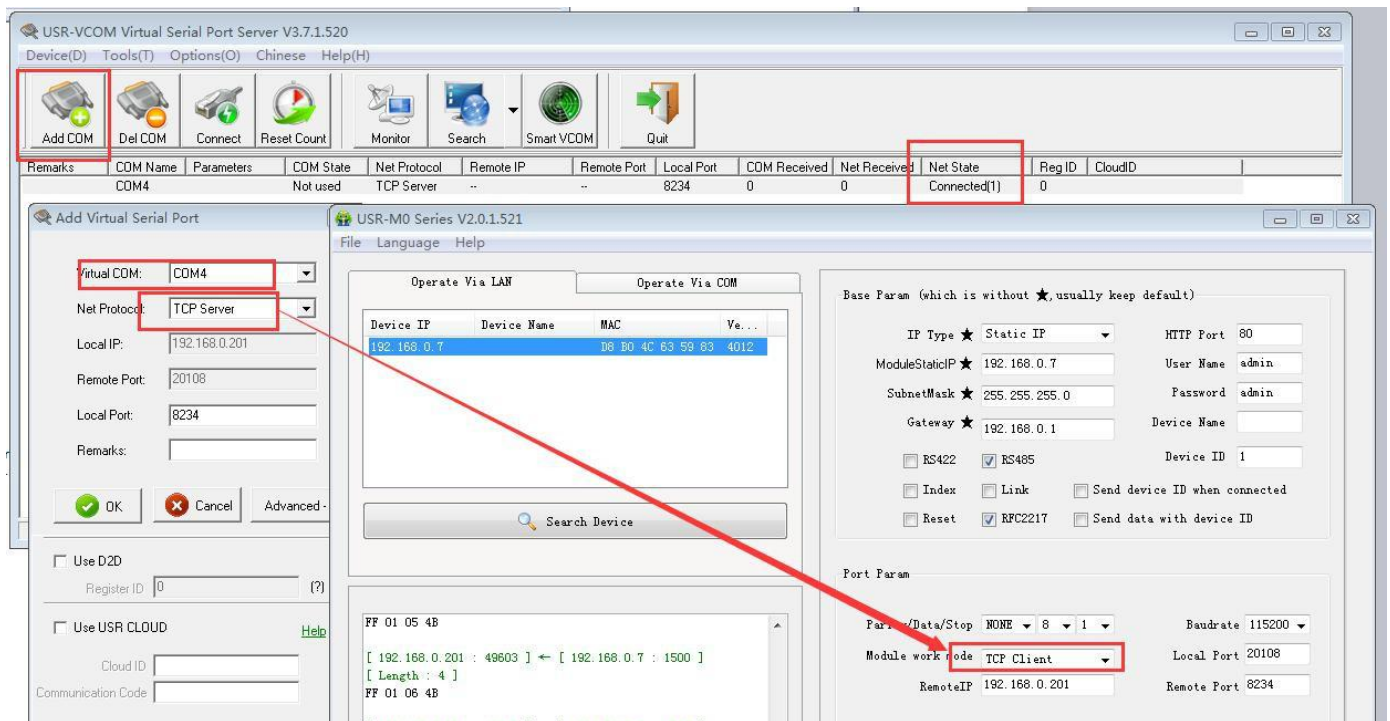 USR-VCOM Virtual Serial Port Server V3.7.1.520
Device(D) Tools(T) Options(O) Chinese Help(H)
Add COM Del COM Connect Reset Count Monitor Search Smart VCOM Quit
Remarks COM Name Parameters COM State Net Protocol Remote IP Remote Port Local Port COM Received Net Received Net State Reg ID CloudID
COM4 Not used TCP Server -- -- 8234 0 0 Connected(1) 0
Add Virtual Serial Port
Virtual COM: COM4
Net Protocol: TCP Server
Local IP: 192.168.0.201
Remote Port: 20108
Local Port: 8234
Remarks:
OK Cancel Advanced -
Use D2D
Register ID 0 (?)
Use USR CLOUD Help
Cloud ID
Communication Code
USR-M0 Series V2.0.1.521
File Language Help
Operate Via LAN Operate Via COM
Device IP Device Name MAC Ve...
192.168.0.7 D8 B0 4C 63 59 83 4012
Search Device
FF 01 05 4B
[ 192.168.0.201 : 49603 ] ← [ 192.168.0.7 : 1500 ]
[ Length : 4 ]
FF 01 06 4B
Base Param (which is without ★,usually keep default)
IP Type ★ Static IP HTTP Port 80
ModuleStaticIP ★ 192.168.0.7 User Name admin
SubnetMask ★ 255.255.255.0 Password admin
Gateway ★ 192.168.0.1 Device Name
RS422 RS485 Device ID 1
Index Link Send device ID when connected
Reset RFC2217 Send data with device ID
Port Param
Parity/Data/Stop NONE 8 1 Baudrate 115200
Module work mode TCP Client Local Port 20108
RemoteIP 192.168.0.201 Remote Port 8234